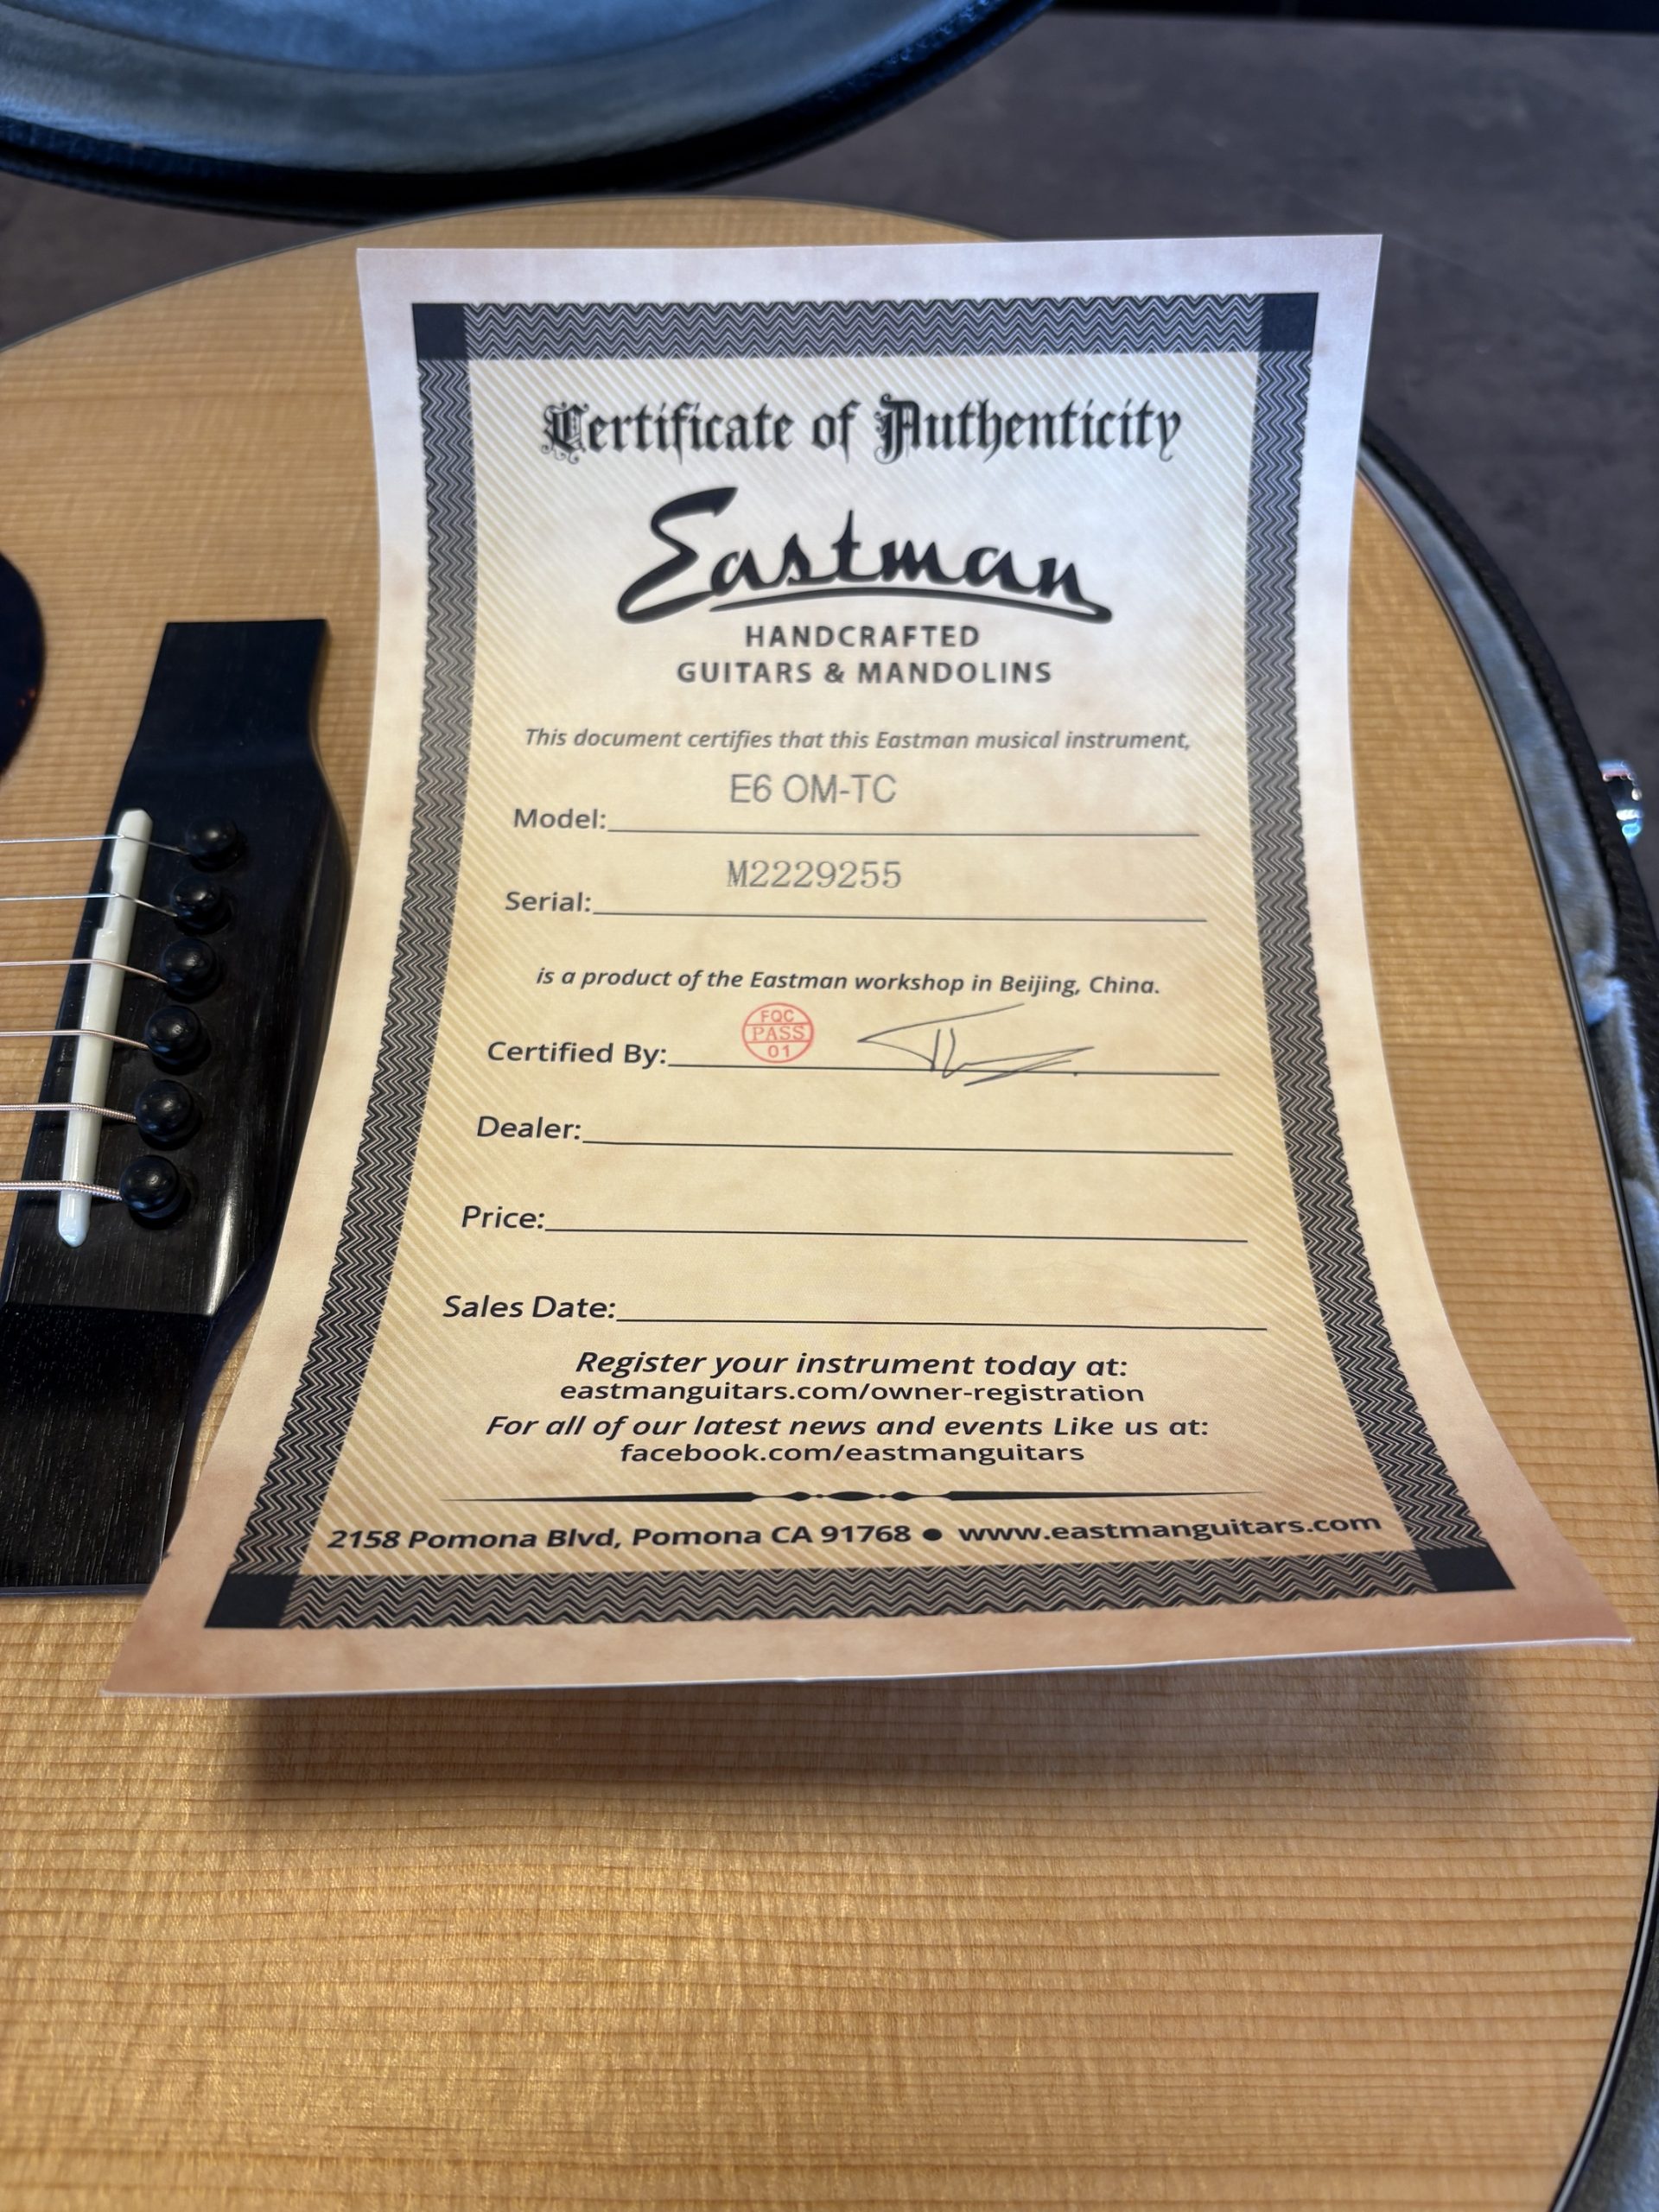 Certificate of Authenticity
Eastman
HANDCRAFTED
GUITARS & MANDOLINS
This document certifies that this Eastman musical instrument,
Model: E6 OM-TC
Serial: M2229255
is a product of the Eastman workshop in Beijing, China.
Certified By:
FQC
PASS
01
Dealer:
Price:
Sales Date:
Register your instrument today at:
eastmanguitars.com/owner-registration
For all of our latest news and events Like us at:
facebook.com/eastmanguitars
2158 Pomona Blvd, Pomona CA 91768 ● www.eastmanguitars.com